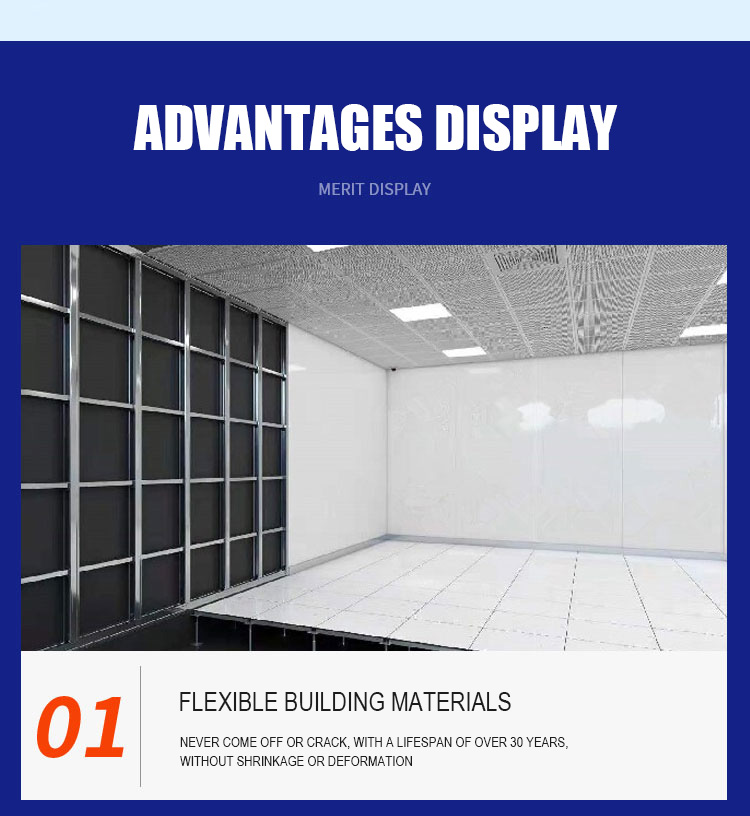 ADVANTAGES DISPLAY
MERIT DISPLAY
01
FLEXIBLE BUILDING MATERIALS
NEVER COME OFF OR CRACK, WITH A LIFESPAN OF OVER 30 YEARS,
WITHOUT SHRINKAGE OR DEFORMATION